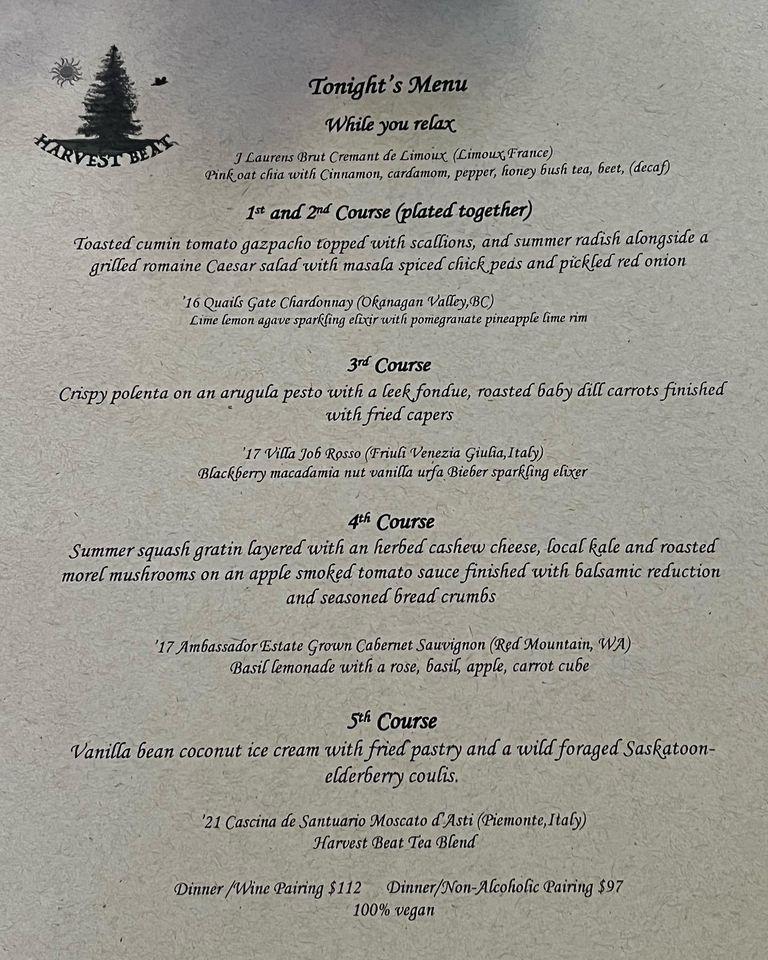 HARVEST BEAT
Tonight's Menu
While you relax
J Laurens Brut Cremant de Limoux (Limoux,France)
Pink oat chia with Cinnamon, cardamom, pepper, honey bush tea, beet, (decaf)
1st and 2nd Course (plated together)
Toasted cumin tomato gazpacho topped with scallions, and summer radish alongside a
grilled romaine Caesar salad with masala spiced chick peas and pickled red onion
'16 Quails Gate Chardonnay (Okanagan Valley,BC)
Lime lemon agave sparkling elixir with pomegranate pineapple lime rim
3rd Course
Crispy polenta on an arugula pesto with a leek fondue, roasted baby dill carrots finished
with fried capers
'17 Villa Job Rosso (Friuli Venezia Giulia,Italy)
Blackberry macadamia nut vanilla urfa Bieber sparkling elixer
4th Course
Summer squash gratin layered with an herbed cashew cheese, local kale and roasted
morel mushrooms on an apple smoked tomato sauce finished with balsamic reduction
and seasoned bread crumbs
'17 Ambassador Estate Grown Cabernet Sauvignon (Red Mountain, WA)
Basil lemonade with a rose, basil, apple, carrot cube
5th Course
Vanilla bean coconut ice cream with fried pastry and a wild foraged Saskatoon-
elderberry coulis.
'21 Cascina de Santuario Moscato d'Asti (Piemonte,Italy)
Harvest Beat Tea Blend
Dinner /Wine Pairing $112 Dinner/Non-Alcoholic Pairing $97
100% vegan